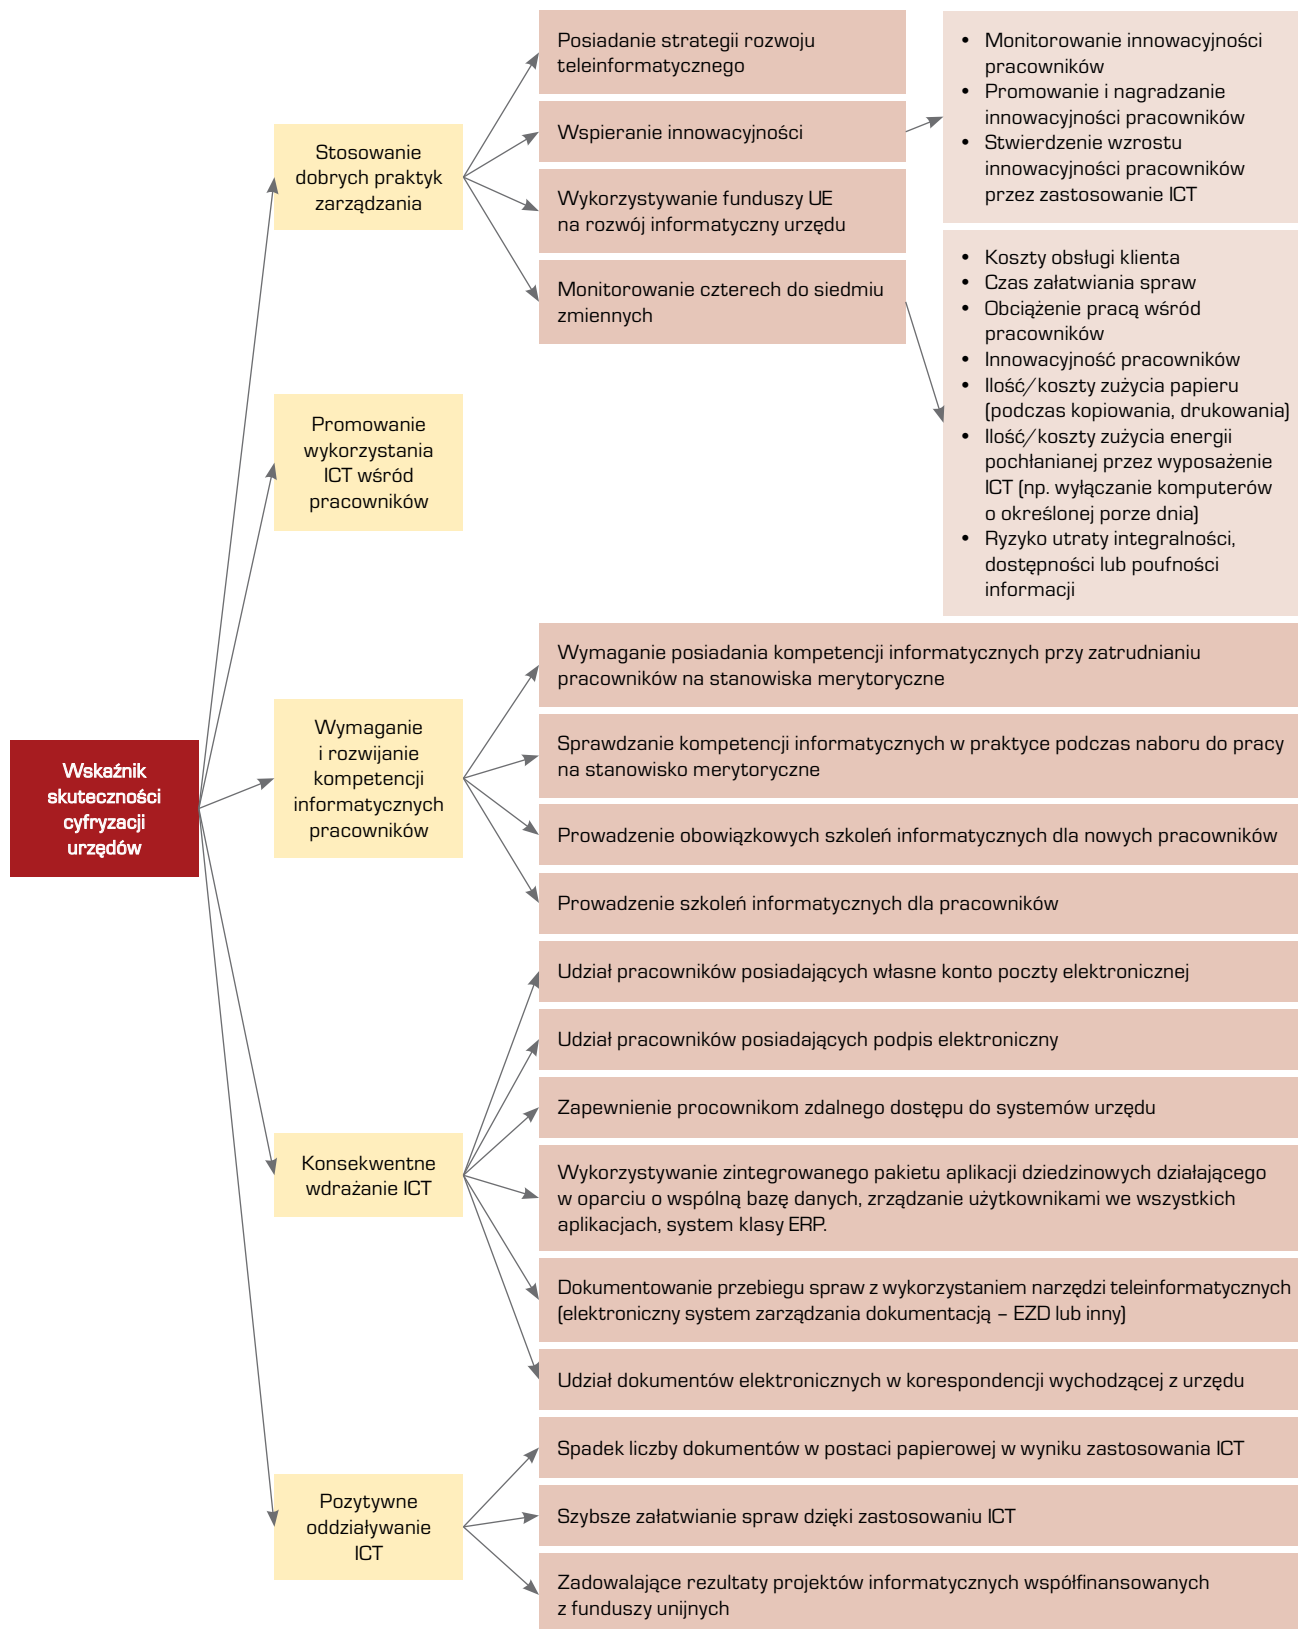 Wskaźnik
skuteczności
cyfryzacji
urzędów
Stosowanie
dobrych praktyk
zarządzania
Posiadanie strategii rozwoju
teleinformatycznego
Wspieranie innowacyjności
• Monitorowanie innowacyjności
pracowników
• Promowanie i nagradzanie
innowacyjności pracowników
• Stwierdzenie wzrostu
innowacyjności pracowników
przez zastosowanie ICT
Wykorzystywanie funduszy UE
na rozwój informatyczny urzędu
Monitorowanie czterech do siedmiu
zmiennych
• Koszty obsługi klienta
• Czas załatwiania spraw
• Obciążenie pracą wśród
pracowników
• Innowacyjność pracowników
• Ilość/koszty zużycia papieru
(podczas kopiowania, drukowania)
• Ilość/koszty zużycia energii
pochłanianej przez wyposażenie
ICT (np. wyłączanie komputerów
o określonej porze dnia)
• Ryzyko utraty integralności,
dostępności lub poufności
informacji
Promowanie
wykorzystania
ICT wśród
pracowników
Wymaganie
i rozwijanie
kompetencji
informatycznych
pracowników
Wymaganie posiadania kompetencji informatycznych przy zatrudnianiu
pracowników na stanowiska merytoryczne
Sprawdzanie kompetencji informatycznych w praktyce podczas naboru do pracy
na stanowisko merytoryczne
Prowadzenie obowiązkowych szkoleń informatycznych dla nowych pracowników
Prowadzenie szkoleń informatycznych dla pracowników
Konsekwentne
wdrażanie ICT
Udział pracowników posiadających własne konto poczty elektronicznej
Udział pracowników posiadających podpis elektroniczny
Zapewnienie procownikom zdalnego dostępu do systemów urzędu
Wykorzystywanie zintegrowanego pakietu aplikacji dziedzinowych działającego
w oparciu o wspólną bazę danych, zrządzanie użytkownikami we wszystkich
aplikacjach, system klasy ERP.
Dokumentowanie przebiegu spraw z wykorzystaniem narzędzi teleinformatycznych
(elektroniczny system zarządzania dokumentacją – EZD lub inny)
Udział dokumentów elektronicznych w korespondencji wychodzącej z urzędu
Pozytywne
oddziaływanie
ICT
Spadek liczby dokumentów w postaci papierowej w wyniku zastosowania ICT
Szybsze załatwianie spraw dzięki zastosowaniu ICT
Zadowalające rezultaty projektów informatycznych współfinansowanych
z funduszy unijnych